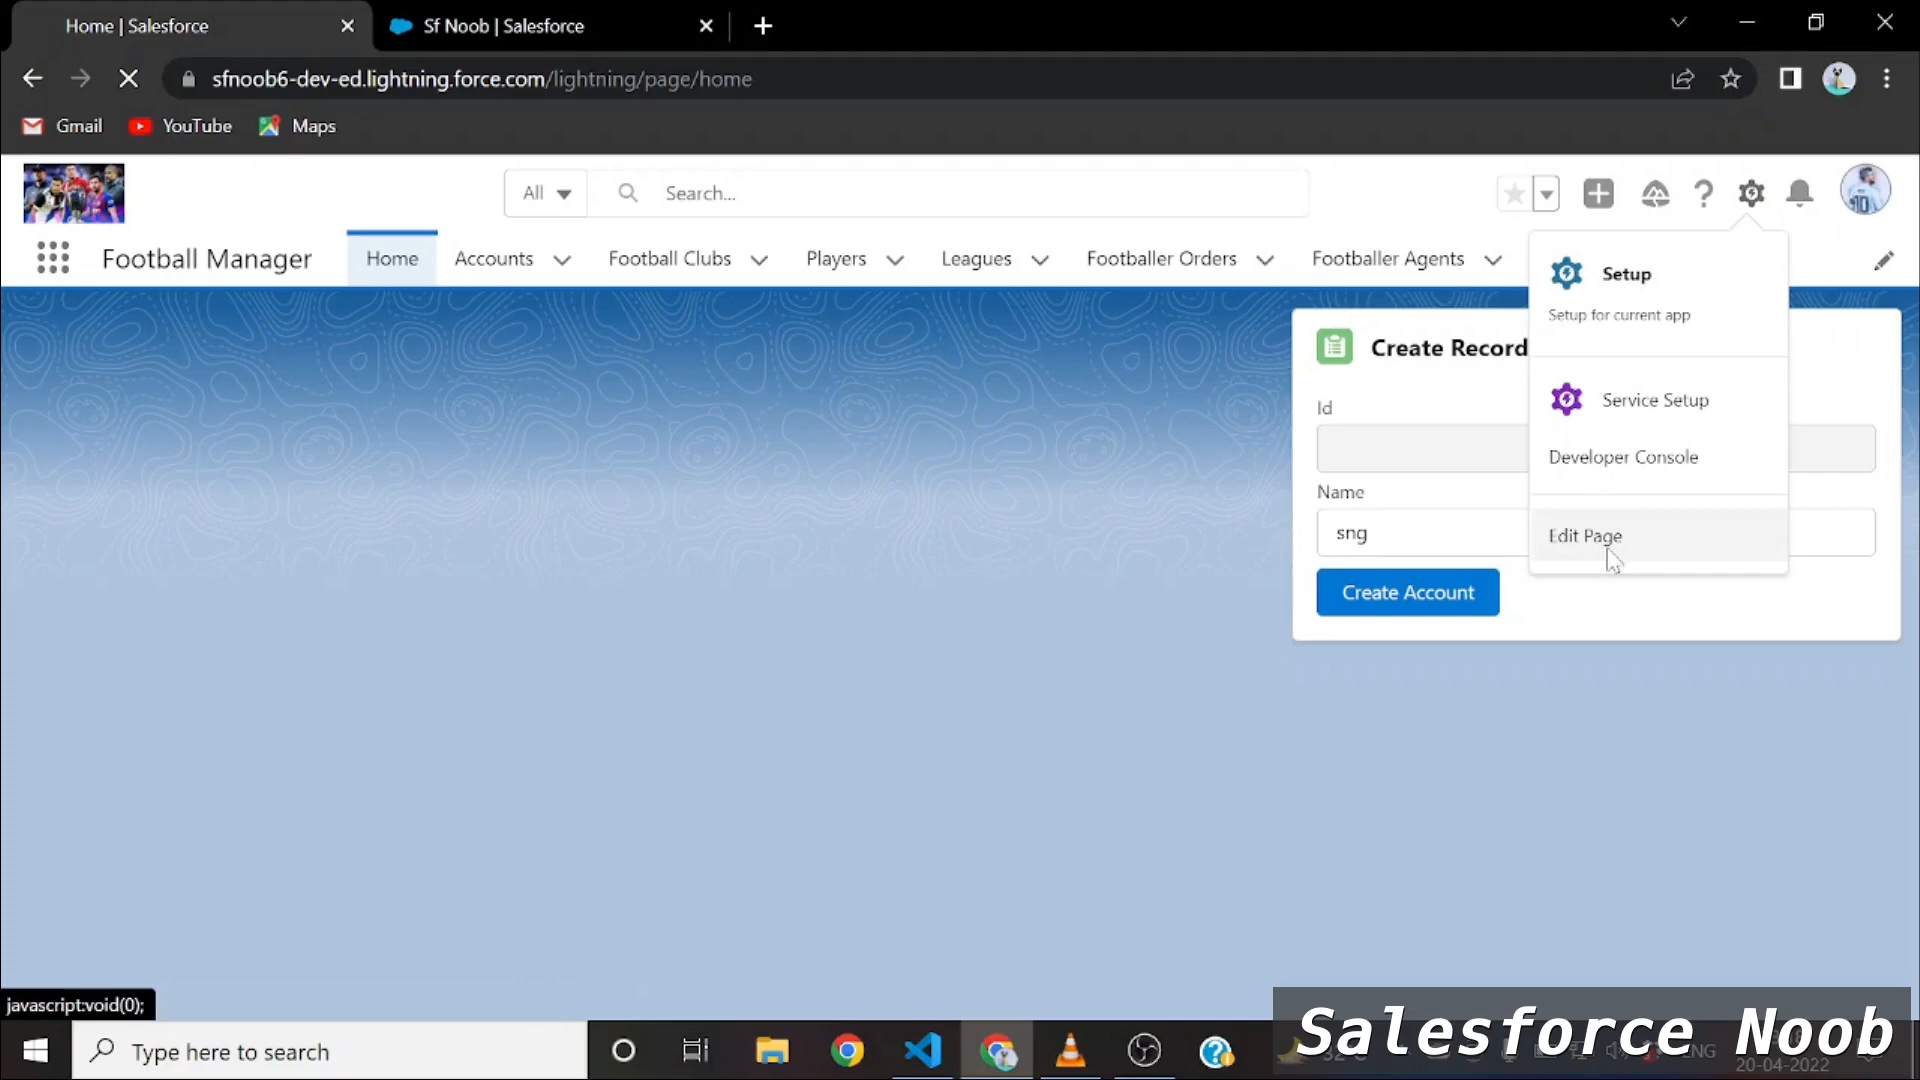 Home | Salesforce
Sf Noob | Salesforce
sfnoob6-dev-ed.lightning.force.com/lightning/page/home
Gmail
YouTube
Maps
All
Search...
Football Manager
Home
Accounts
Football Clubs
Players
Leagues
Footballer Orders
Footballer Agents
Setup
Setup for current app
Service Setup
Developer Console
Edit Page
Create Record
Id
Name
sng
Create Account
javascript:void(0);
Type here to search
ENG
20-04-2022
Salesforce Noob